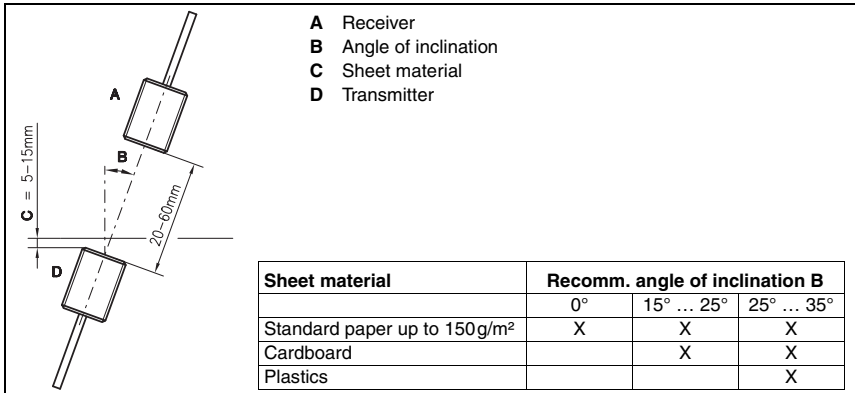 A Receiver
B Angle of inclination
C Sheet material
D Transmitter
A
B
C = 5–15mm
20–60mm
D
Sheet material Recomm. angle of inclination B
0° 15° … 25° 25° … 35°
Standard paper up to 150g/m² X X X
Cardboard X X
Plastics X